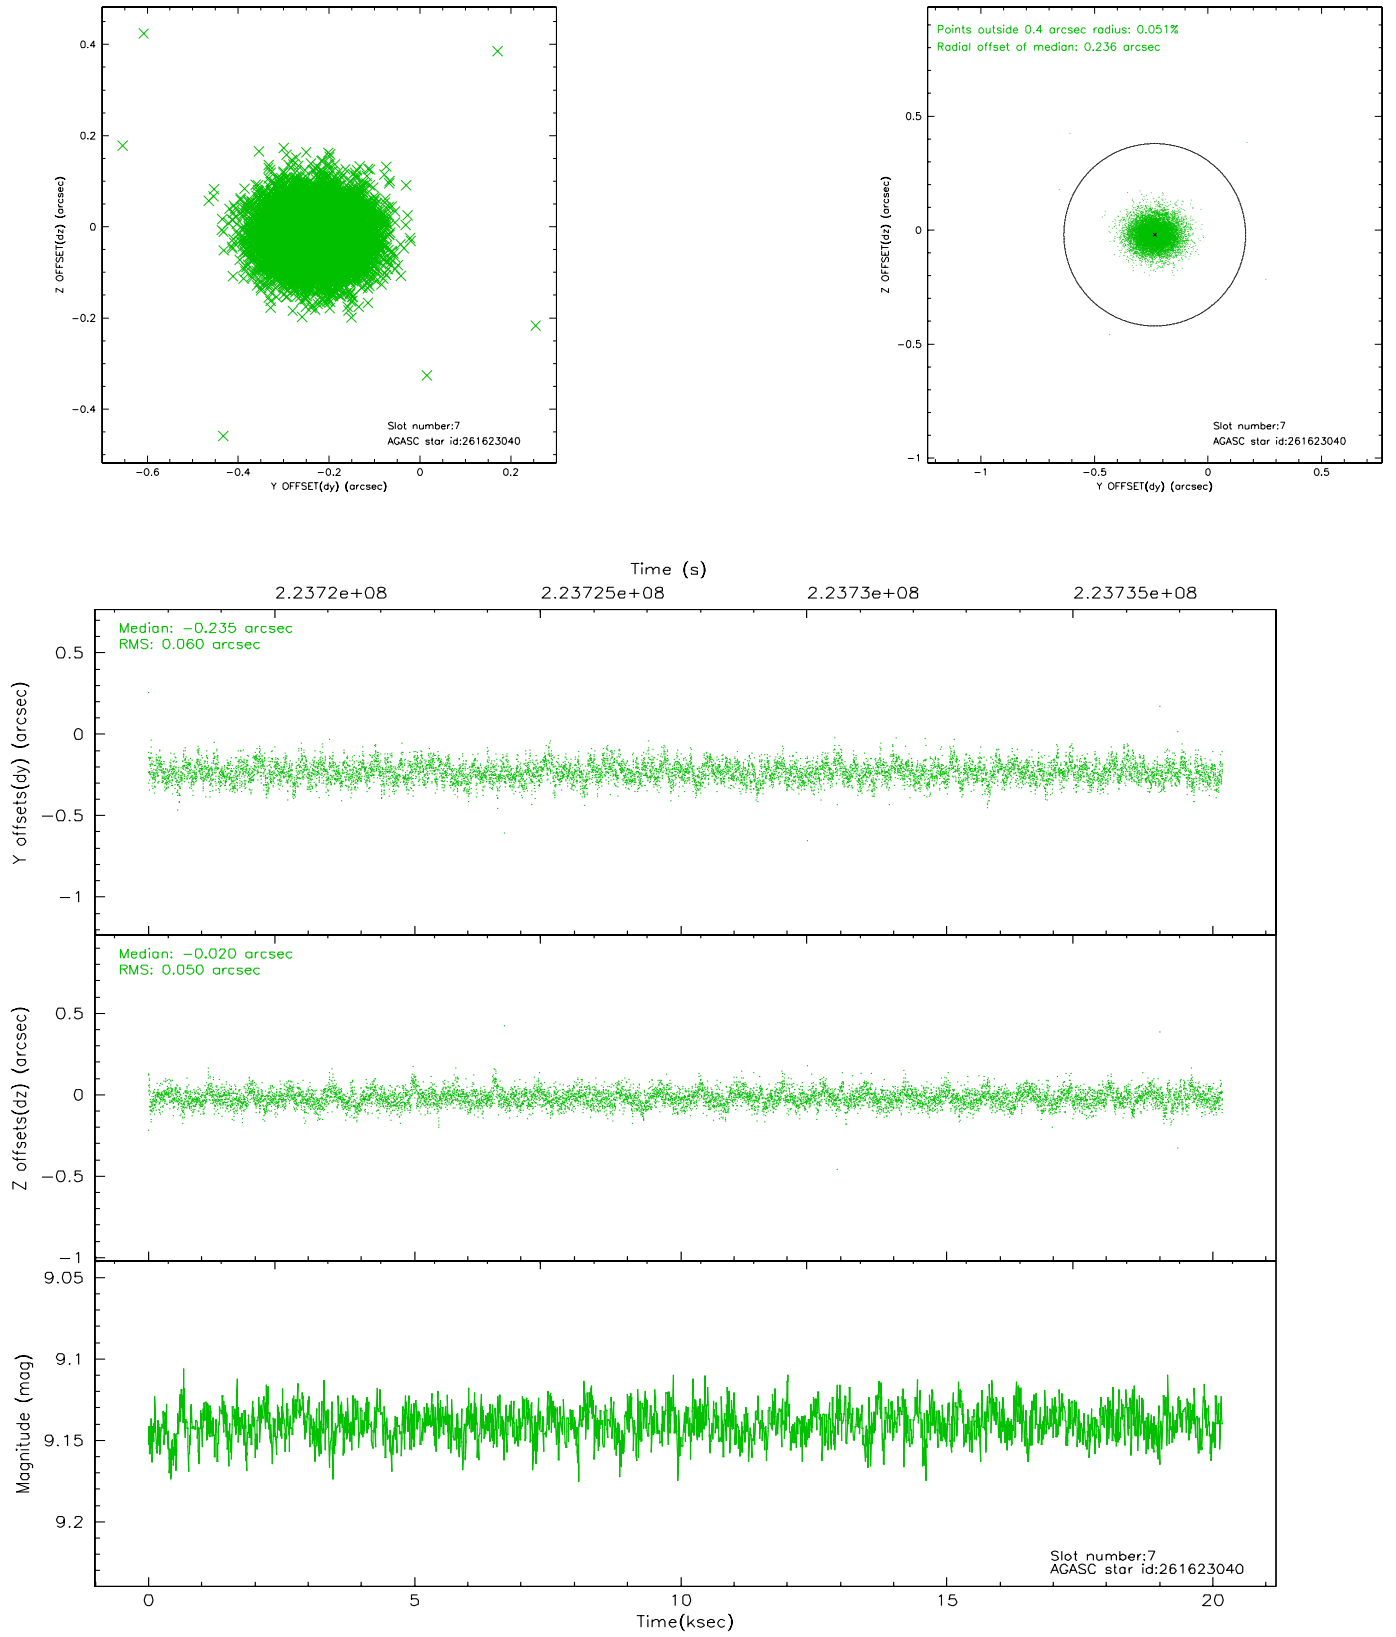 0.4
0.2
0
−0.2
−0.4
Z OFFSET(dz) (arcsec)
Slot number:7
AGASC star id:261623040
−0.6 −0.4 −0.2 0 0.2
Y OFFSET(dy) (arcsec)
Points outside 0.4 arcsec radius: 0.051%
Radial offset of median: 0.236 arcsec
0.5
0
−0.5
−1
Z OFFSET(dz) (arcsec)
Slot number:7
AGASC star id:261623040
−1 −0.5 0 0.5
Y OFFSET(dy) (arcsec)
Time (s)
2.2372e+08 2.23725e+08 2.2373e+08 2.23735e+08
Median: −0.235 arcsec
RMS: 0.060 arcsec
0.5
0
−0.5
−1
Y offsets(dy) (arcsec)
Median: −0.020 arcsec
RMS: 0.050 arcsec
0.5
0
−0.5
−1
Z offsets(dz) (arcsec)
9.05
9.1
9.15
9.2
Magnitude (mag)
Slot number:7
AGASC star id:261623040
0 5 10 15 20
Time(ksec)